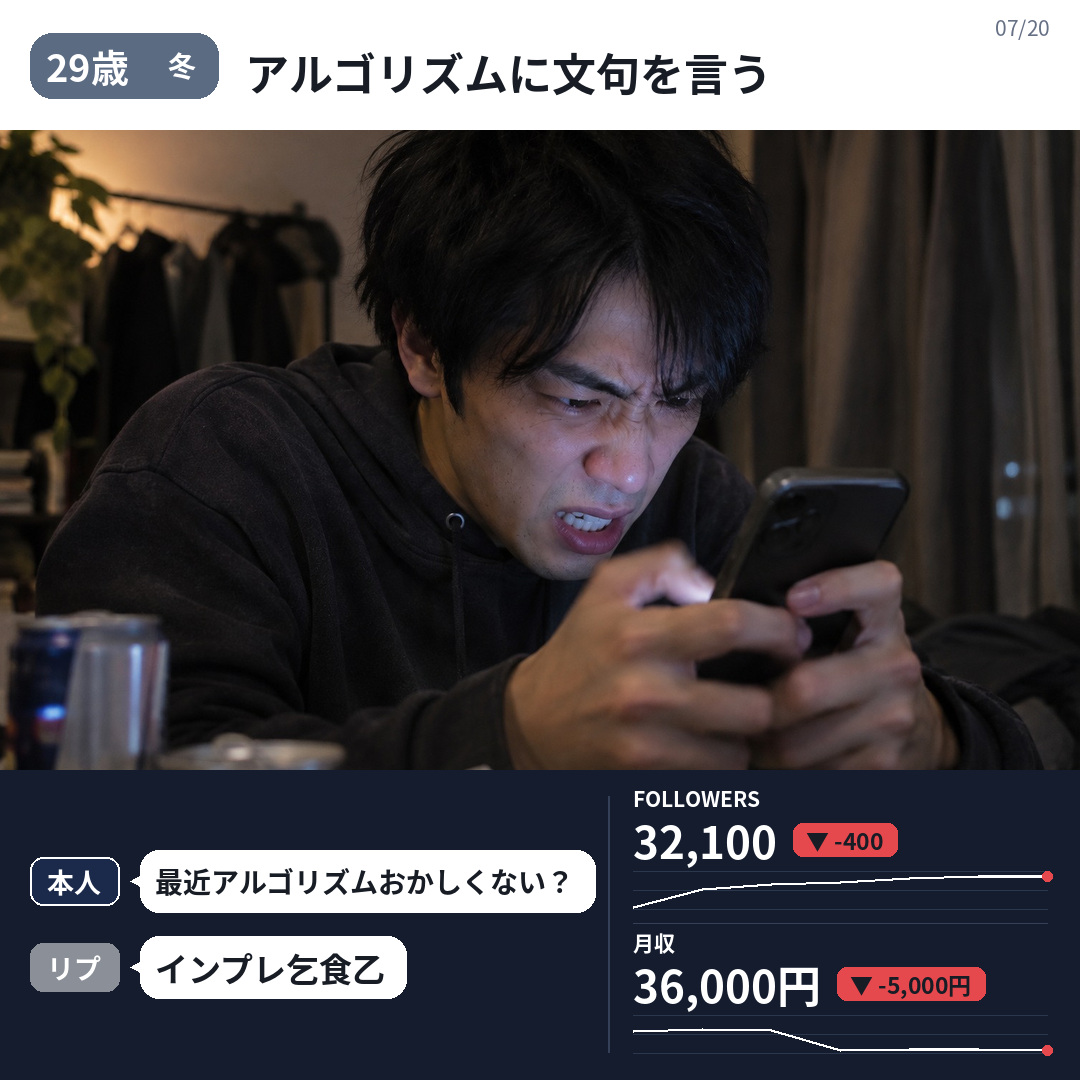 29歳 冬
アルゴリズムに文句を言う
07/20
本人
最近アルゴリズムおかしくない？
リプ
インプレ乞食乙
FOLLOWERS
32,100
▼ -400
月収
36,000円
▼ -5,000円